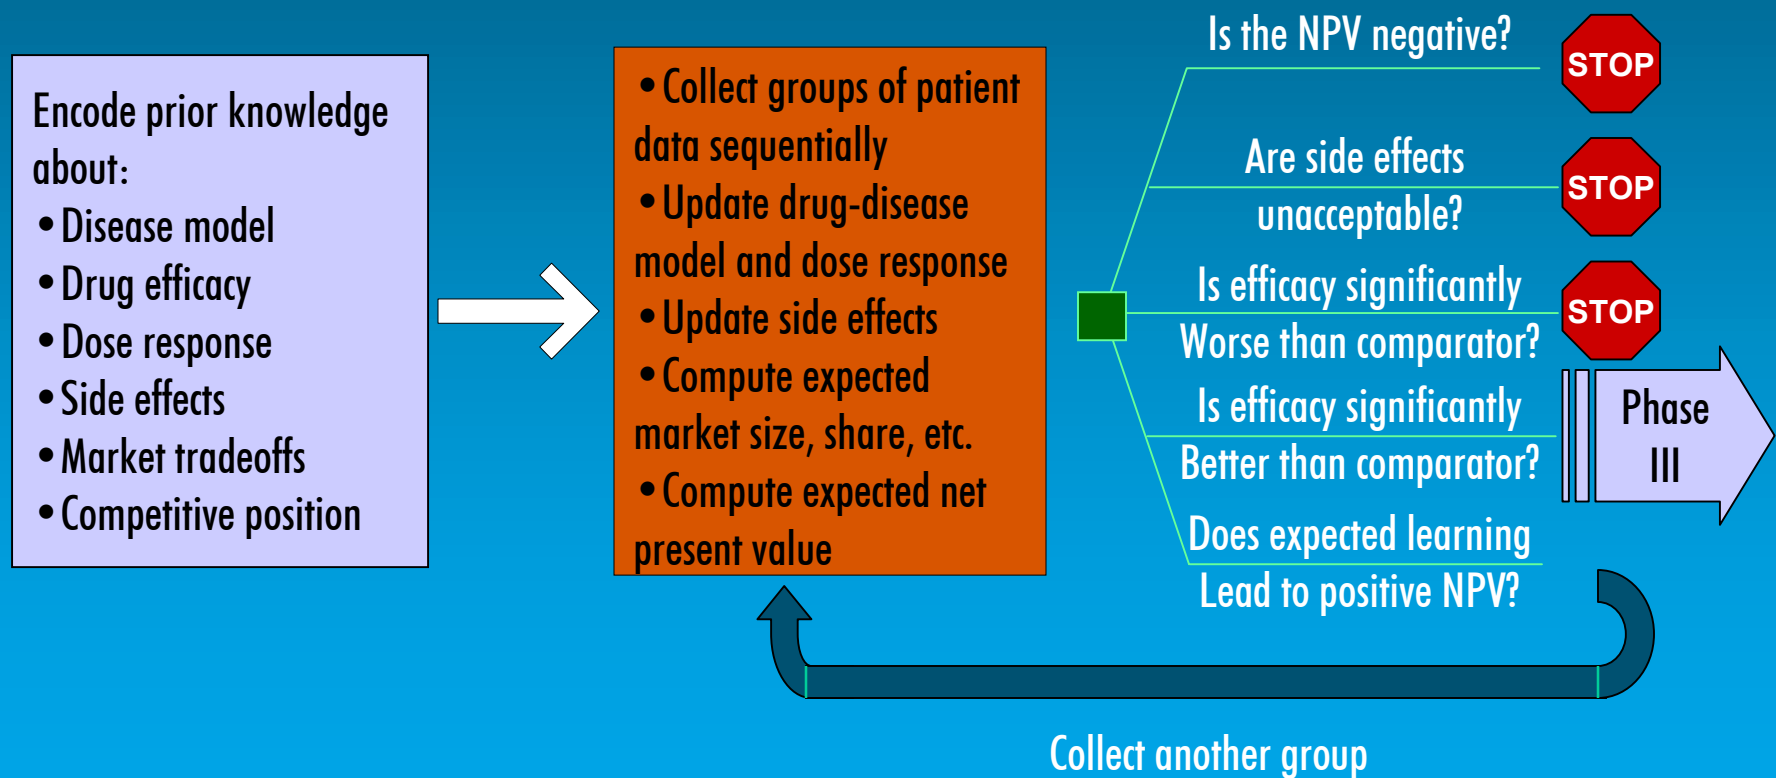 Encode prior knowledge
about:
•Disease model
•Drug efficacy
•Dose response
•Side effects
•Market tradeoffs
•Competitive position
•Collect groups of patient
data sequentially
•Update drug-disease
model and dose response
•Update side effects
•Compute expected
market size, share, etc.
•Compute expected net
present value
Is the NPV negative?
STOP
Are side effects
unacceptable?
STOP
Is efficacy significantly
Worse than comparator?
STOP
Is efficacy significantly
Better than comparator?
Phase
III
Does expected learning
Lead to positive NPV?
Collect another group